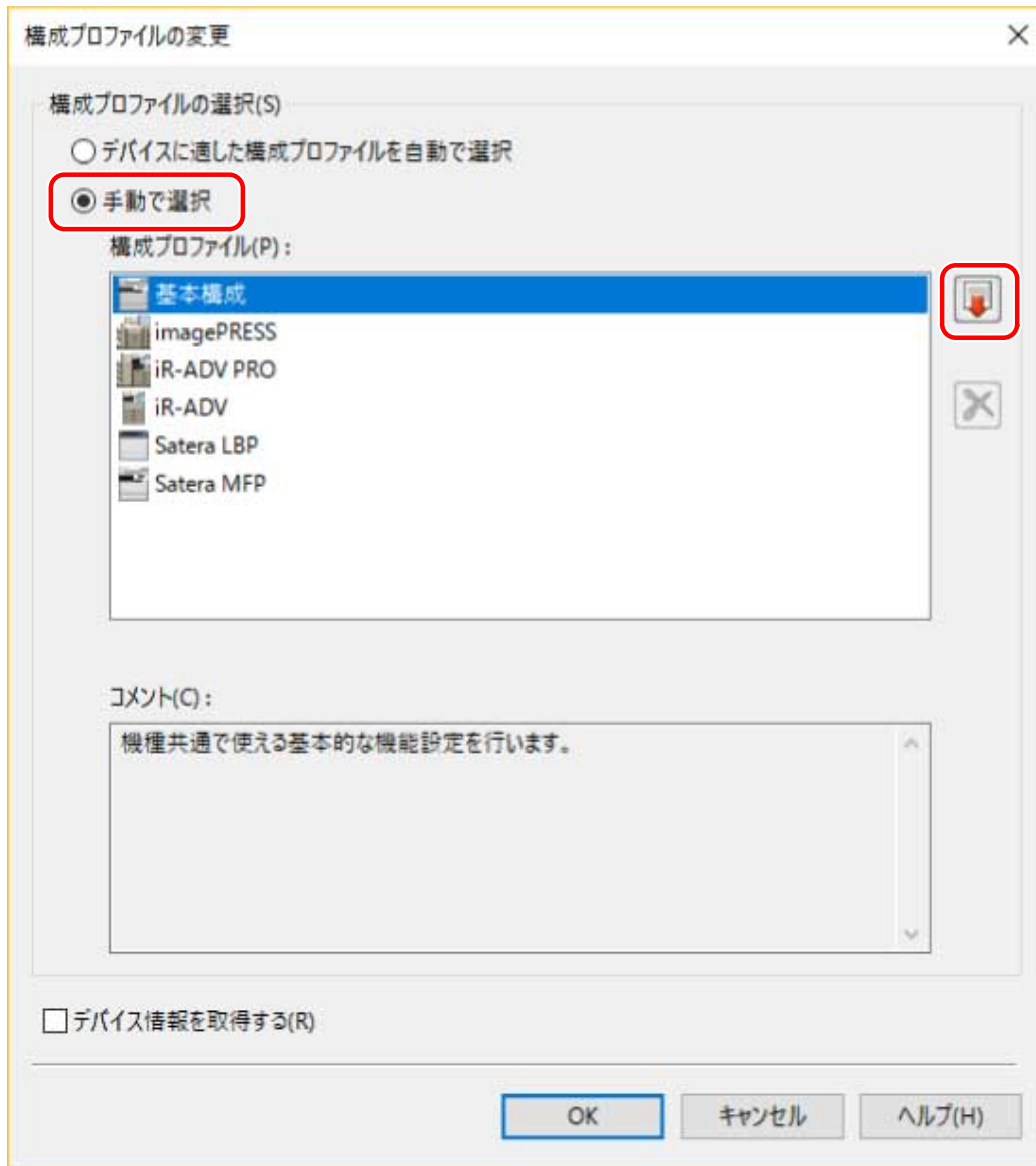 構成プロファイルの変更
構成プロファイルの選択(S)
デバイスに適した構成プロファイルを自動で選択
手動で選択
構成プロファイル(P):
基本構成
imagePRESS
iR-ADV PRO
iR-ADV
Satera LBP
Satera MFP
コメント(C):
機種共通で使える基本的な機能設定を行います。
デバイス情報を取得する(R)
OK
キャンセル
ヘルプ(H)